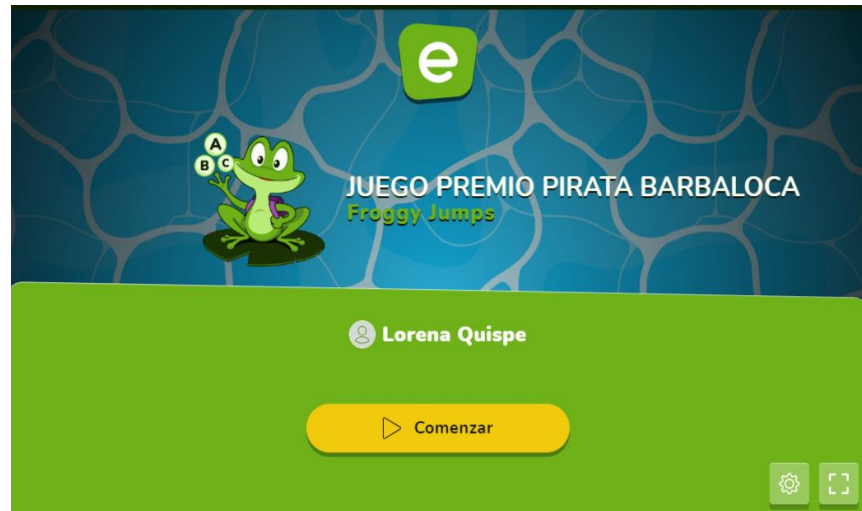 e
A
B C
JUEGO PREMIO PIRATA BARBALOCA
Froggy Jumps
Lorena Quispe
Comenzar